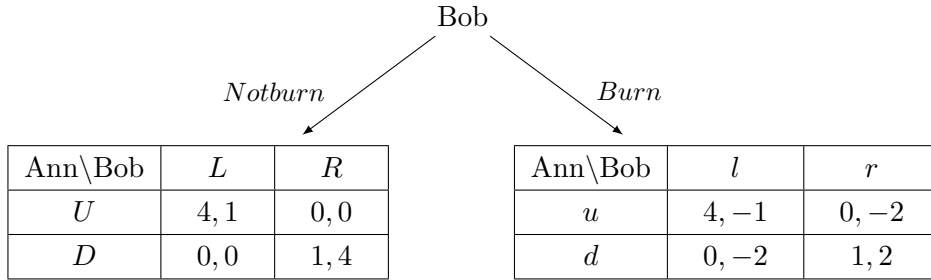 Bob
Notburn Burn
Ann\Bob L R Ann\Bob l r
U 4, 1 0, 0 u 4, −1 0, −2
D 0, 0 1, 4 d 0, −2 1, 2